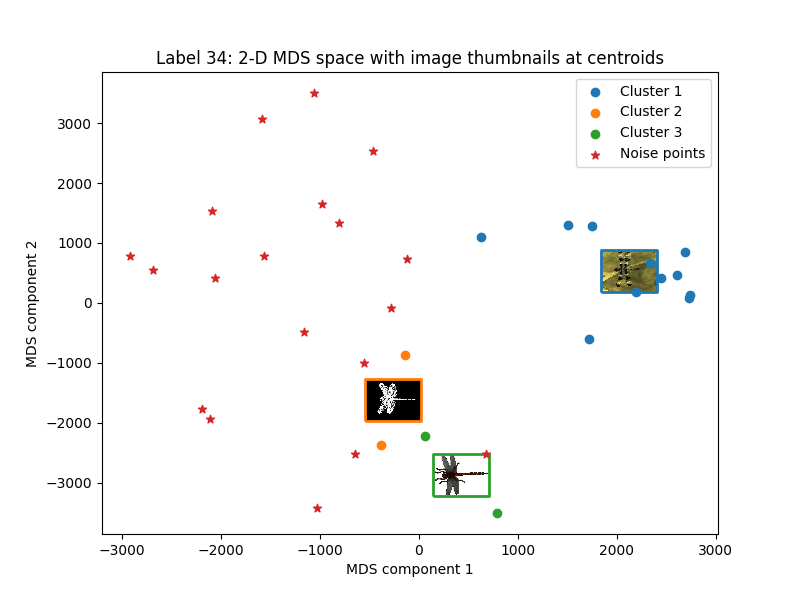 Label 34: 2-D MDS space with image thumbnails at centroids
Cluster 1
Cluster 2
Cluster 3
Noise points
MDS component 2
3000
2000
1000
0
−1000
−2000
−3000
−3000 −2000 −1000 0 1000 2000 3000
MDS component 1